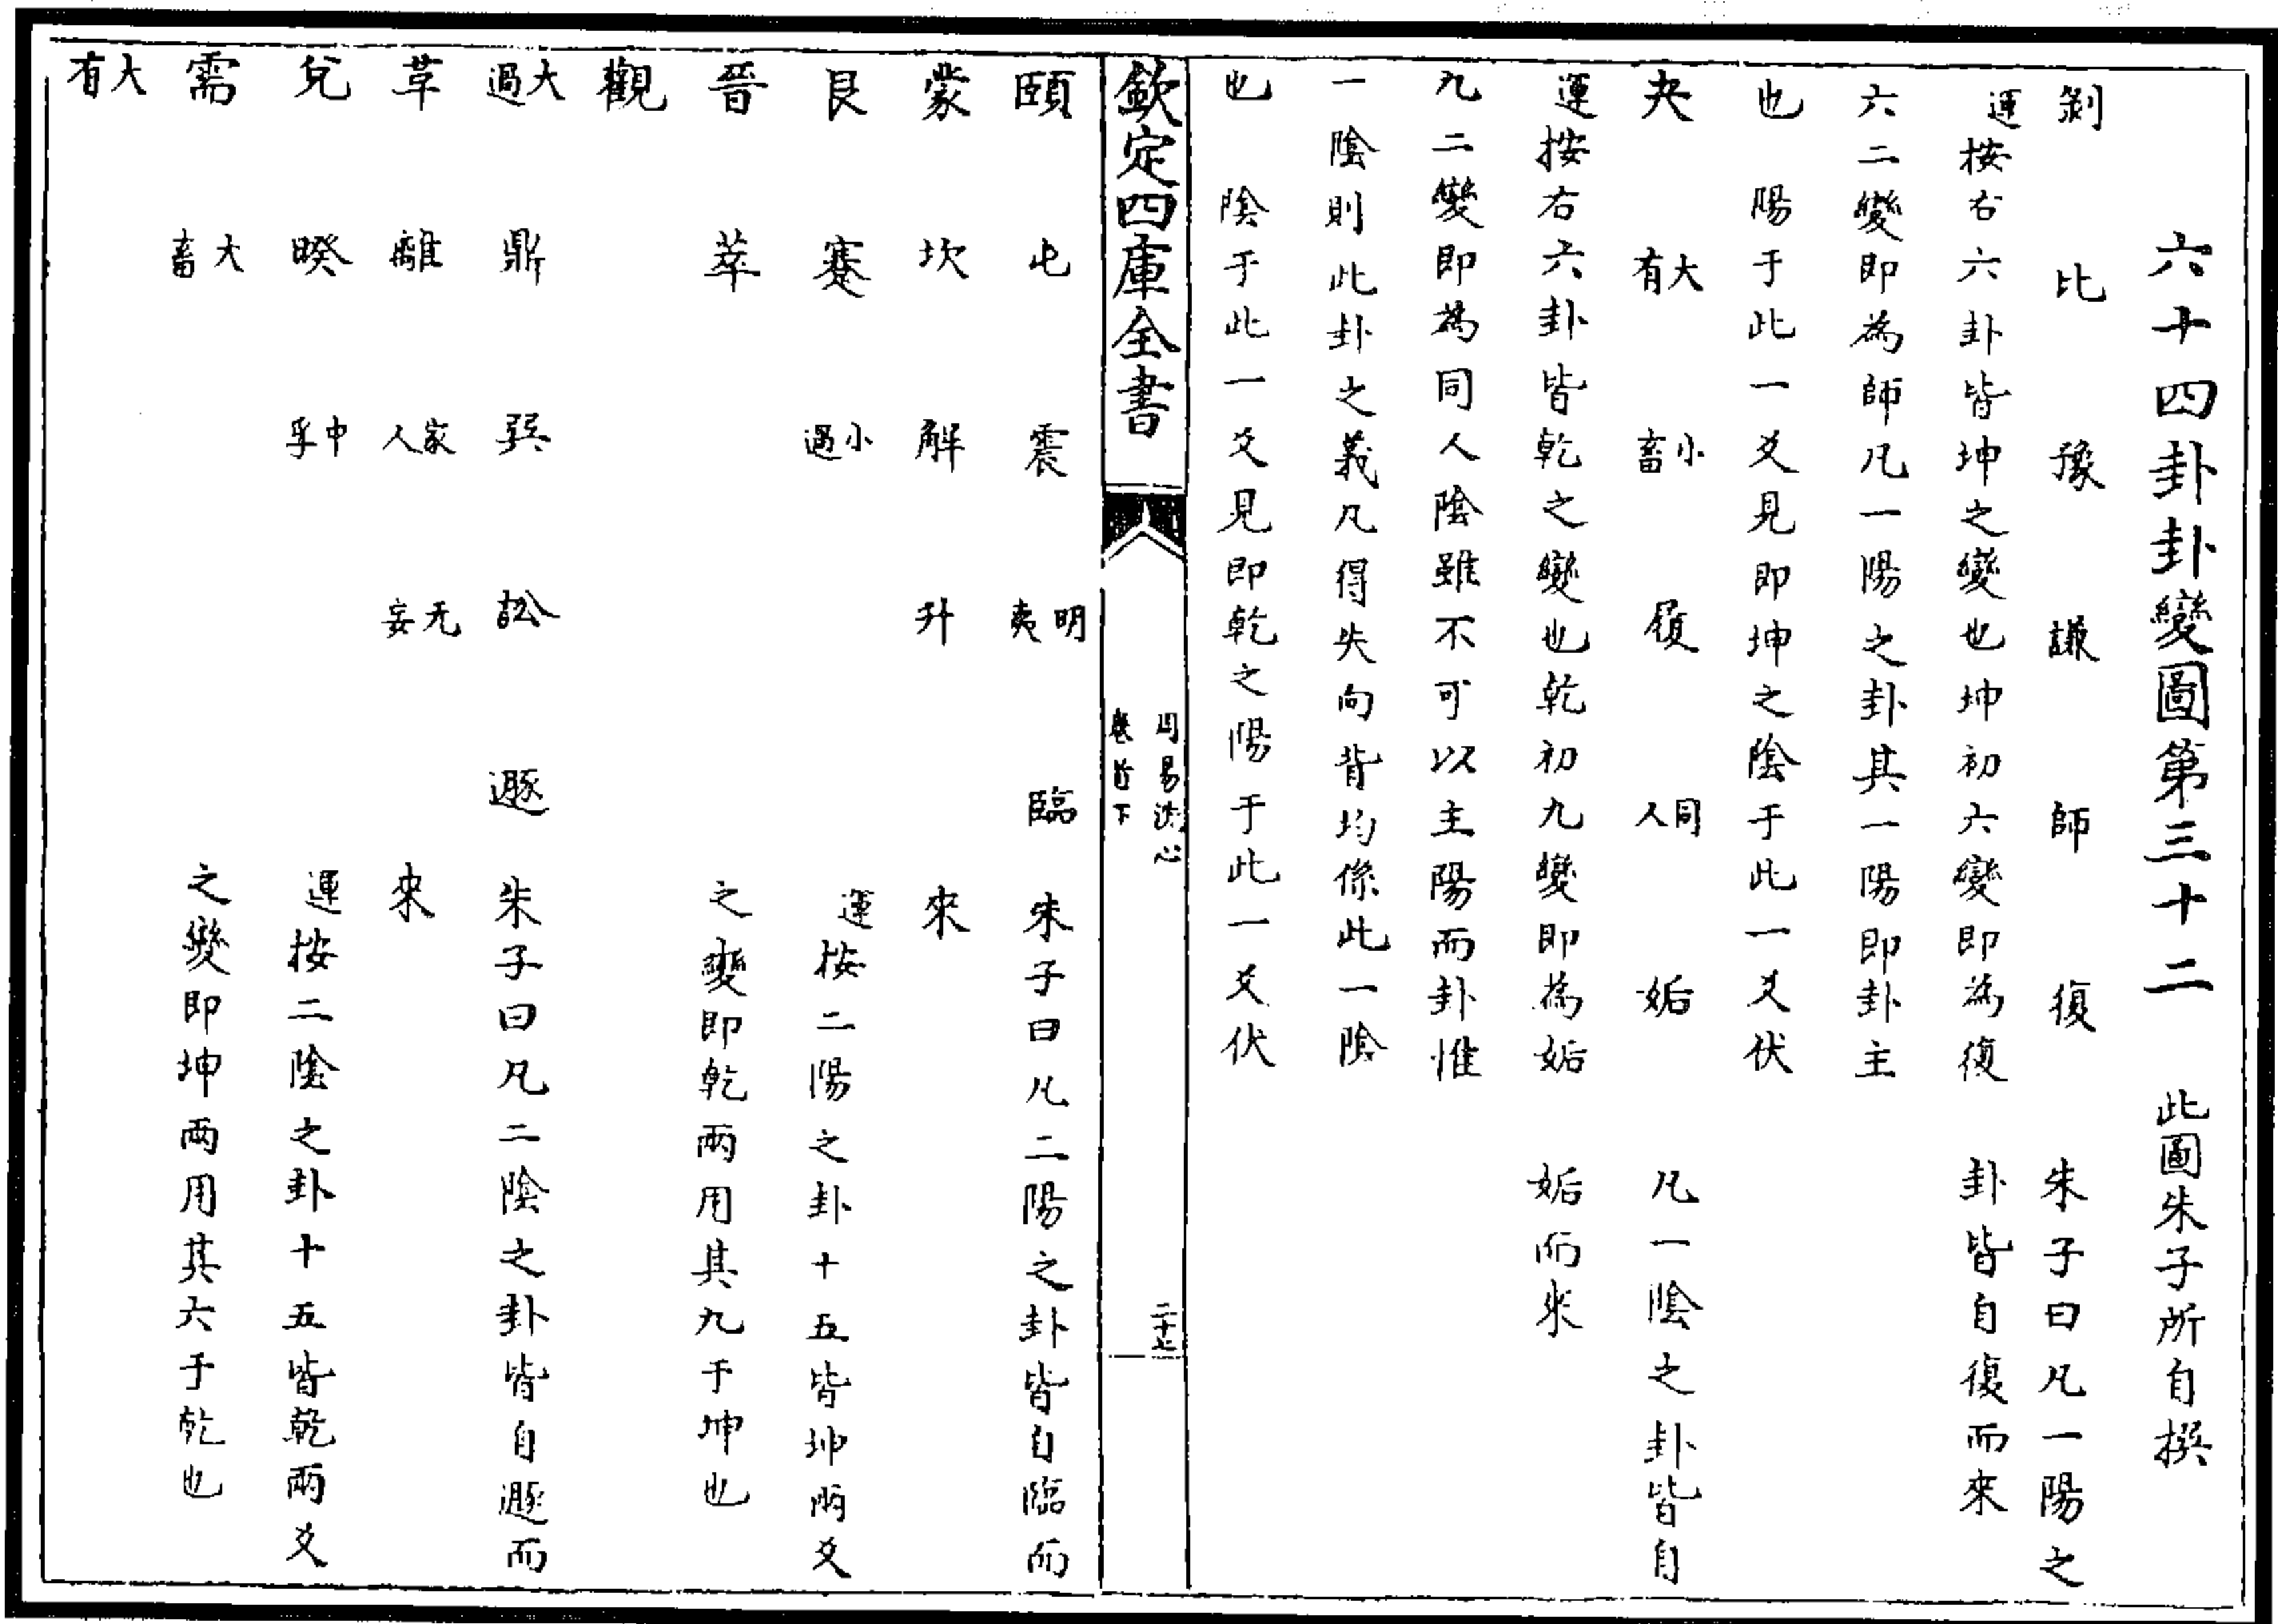 六十四卦卦變圖第三十二　此圖朱子所自撰
剝　比　豫　謙　師　復　朱子曰凡一陽之
運按右六卦皆坤之變也坤初六變即為復　卦皆自復而來
六二變即為師凡一陽之卦其一陽即卦主
也　陽于此一爻見即坤之陰于此一爻伏
夬　大有　小畜　履　同人　姤　凡一陰之卦皆自
運按右六卦皆乾之變也乾初九變即為姤　姤而來
九二變即為同人陰雖不可以主陽而卦惟
一陰則此卦之義凡得失向背均係此一陰
也　陰于此一爻見即乾之陽于此一爻伏
欽定四庫全書　周易洗心　卷首下　二十七
頤　屯　震　明夷　臨　朱子曰凡二陽之卦皆自臨而
蒙　坎　解　升　來
艮　蹇　小過　運按二陽之卦十五皆坤兩爻
晉　萃　之變即乾兩用其九于坤也
觀
大過　鼎　巽　訟　遯　朱子曰凡二陰之卦皆自遯而
革　離　家人　无妄　來
兌　睽　中孚　運按二陰之卦十五皆乾兩爻
需　大畜　之變即坤兩用其六于乾也
大有